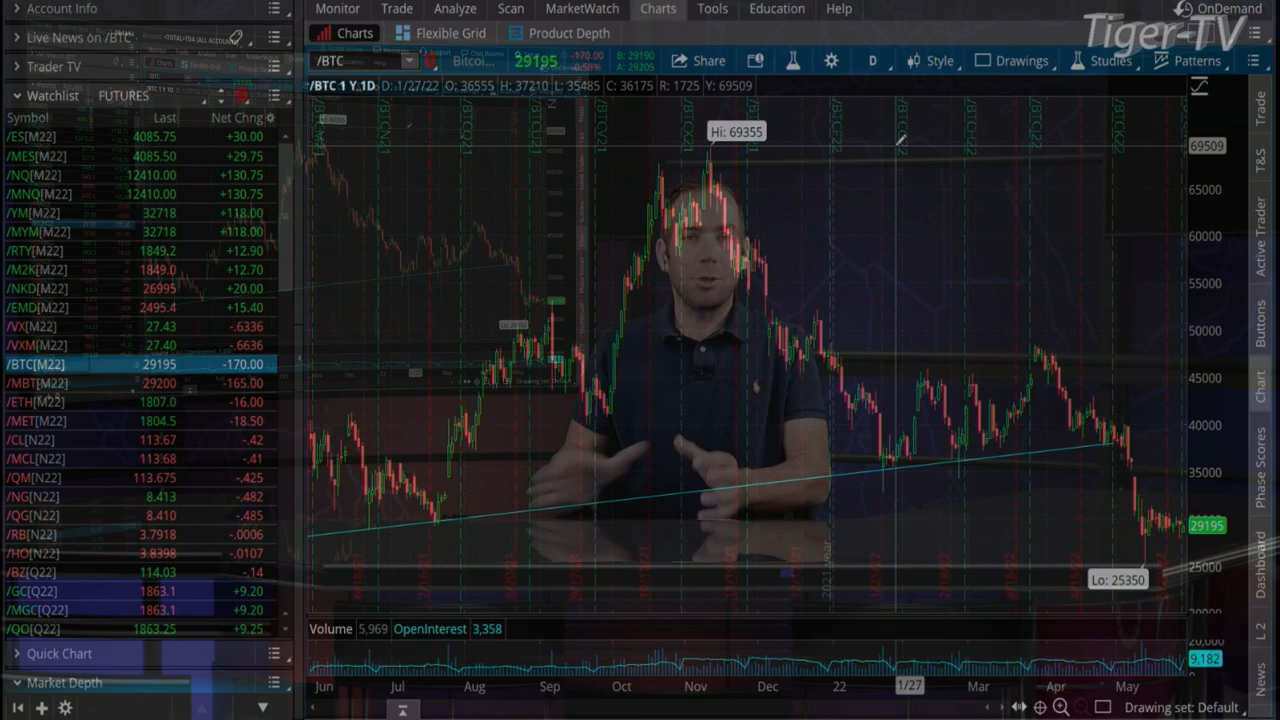 Account Info
Live News on /BTC
Trader TV
Watchlist FUTURES
Symbol Last Net Chng
/ES[M22] 4085.75 +30.00
/MES[M22] 4085.50 +29.75
/NQ[M22] 12410.00 +130.75
/MNQ[M22] 12410.00 +130.75
/YM[M22] 32718 +118.00
/MYM[M22] 32718 +118.00
/RTY[M22] 1849.2 +12.90
/M2K[M22] 1849.0 +12.70
/NKD[M22] 26995 +20.00
/EMD[M22] 2495.4 +15.40
/VX[M22] 27.43 -.6336
/VXM[M22] 27.40 -.6636
/BTC[M22] 29195 -170.00
/MBT[M22] 29200 -165.00
/ETH[M22] 1807.0 -16.00
/MET[M22] 1804.5 -18.50
/CL[N22] 113.67 -.42
/MCL[N22] 113.68 -.41
/QM[N22] 113.675 -.425
/NG[N22] 8.413 -.482
/QG[N22] 8.410 -.485
/RB[N22] 3.7918 -.0006
/HO[N22] 3.8398 -.0107
/BZ[Q22] 114.03 -.14
/GC[Q22] 1863.1 +9.20
/MGC[Q22] 1863.1 +9.20
/QO[Q22] 1863.25 +9.25
Quick Chart
Market Depth
Monitor Trade Analyze Scan MarketWatch Charts Tools Education Help
OnDemand
Tiger-TV
Charts Flexible Grid Product Depth
/BTC Bitcoi... 29195 -170.00 -0.58% B: 29190 A: 29205 Share D Style Drawings Studies Patterns
/BTC 1 Y 1D D: 1/27/22 O: 36555 H: 37210 L: 35485 C: 36175 R: 1725 Y: 69509
Hi: 69355
69509
65000
60000
55000
50000
45000
40000
35000
29195
25000
Lo: 25350
20000
Volume 5,969 OpenInterest 3,358
20,000
9,182
Jun Jul Aug Sep Oct Nov Dec 22 1/27 Mar Apr May
Drawing set: Default
Trade
T&S
Active Trader
Buttons
Chart
Phase Scores
Dashboard
L 2
News